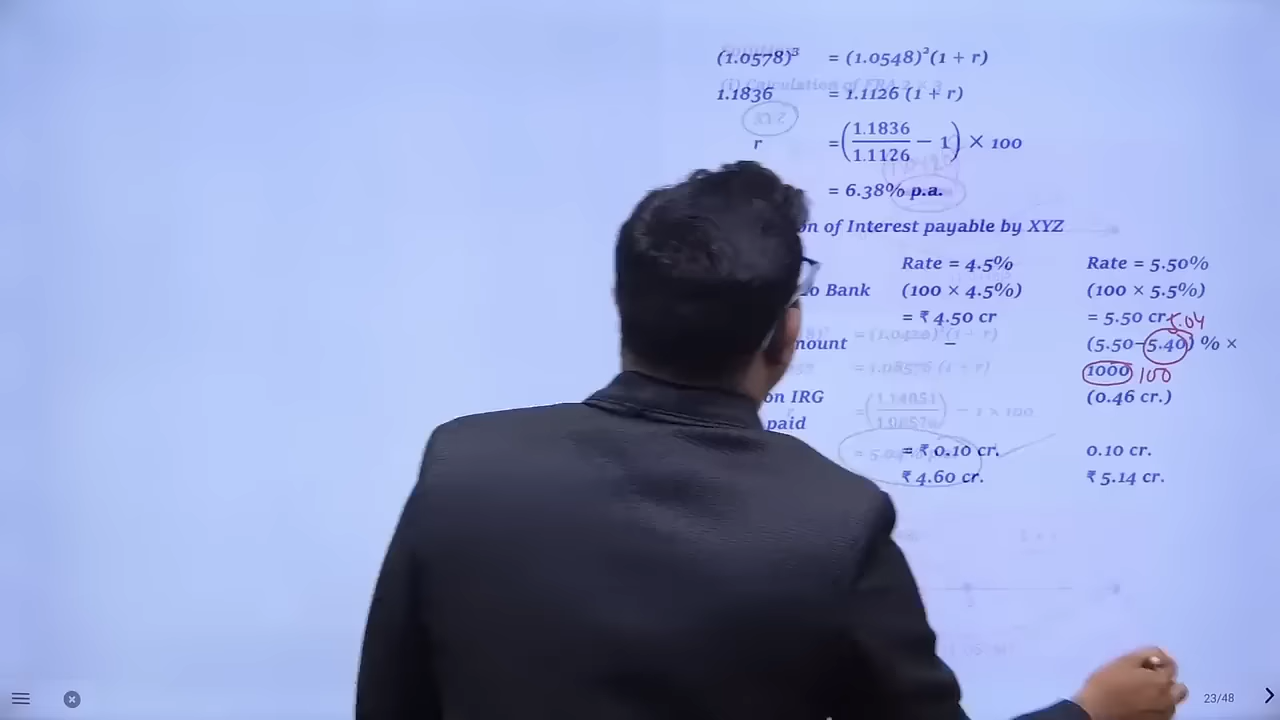 (1.0578)³ = (1.0548)²(1 + r)
1.1836 = 1.1126 (1 + r)
r = (1.1836/1.1126 − 1) × 100
= 6.38% p.a.
on of Interest payable by XYZ
Rate = 4.5% Rate = 5.50%
to Bank (100 × 4.5%) (100 × 5.5%)
= ₹ 4.50 cr = 5.50 cr.
5.04
mount – (5.50–5.40) % ×
1000 100
on IRG (0.46 cr.)
paid
= ₹ 0.10 cr. 0.10 cr.
₹ 4.60 cr. ₹ 5.14 cr.
23/48